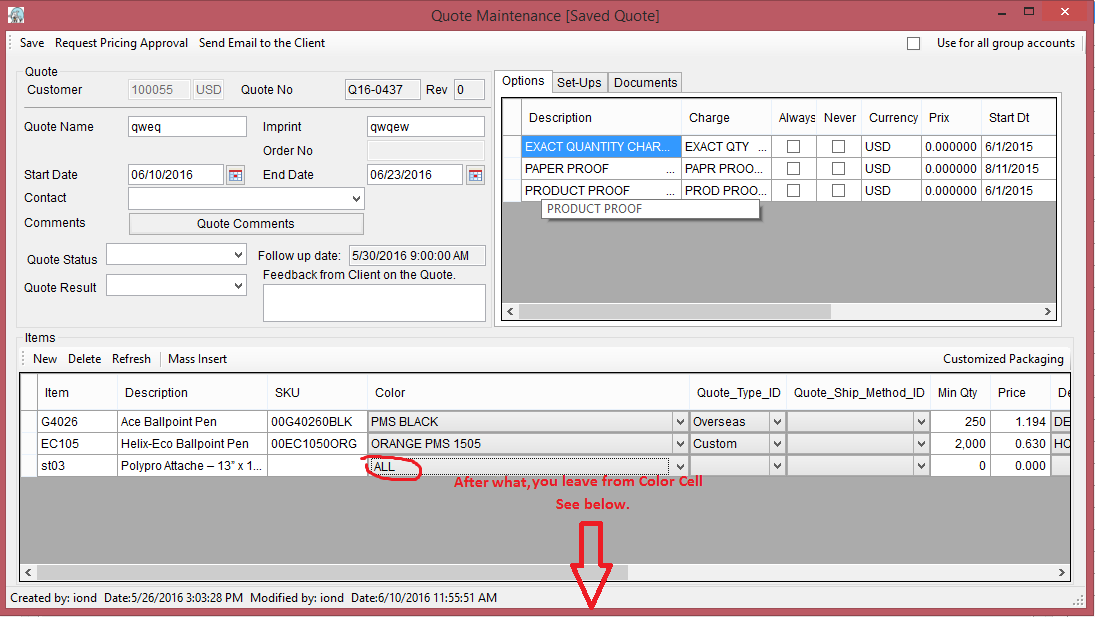 Quote Maintenance [Saved Quote]
Save Request Pricing Approval Send Email to the Client Use for all group accounts
Quote
Customer 100055 USD Quote No Q16-0437 Rev 0
Quote Name qweq Imprint qwqew
Order No
Start Date 06/10/2016 End Date 06/23/2016
Contact
Comments Quote Comments
Quote Status Follow up date: 5/30/2016 9:00:00 AM
Quote Result Feedback from Client on the Quote.
Options Set-Ups Documents
Description Charge Always Never Currency Prix Start Dt
EXACT QUANTITY CHAR... EXACT QTY ... USD 0.000000 6/1/2015
PAPER PROOF ... PAPR PROO... USD 0.000000 8/11/2015
PRODUCT PROOF ... PROD PROO... USD 0.000000 6/1/2015
PRODUCT PROOF
Items
New Delete Refresh Mass Insert Customized Packaging
Item Description SKU Color Quote_Type_ID Quote_Ship_Method_ID Min Qty Price De
G4026 Ace Ballpoint Pen 00G40260BLK PMS BLACK Overseas 250 1.194 DE
EC105 Helix-Eco Ballpoint Pen 00EC1050ORG ORANGE PMS 1505 Custom 2,000 0.630 HO
st03 Polypro Attache – 13” x 1... ALL 0 0.000
After what,you leave from Color Cell
See below.
Created by: iond Date:5/26/2016 3:03:28 PM Modified by: iond Date:6/10/2016 11:55:51 AM